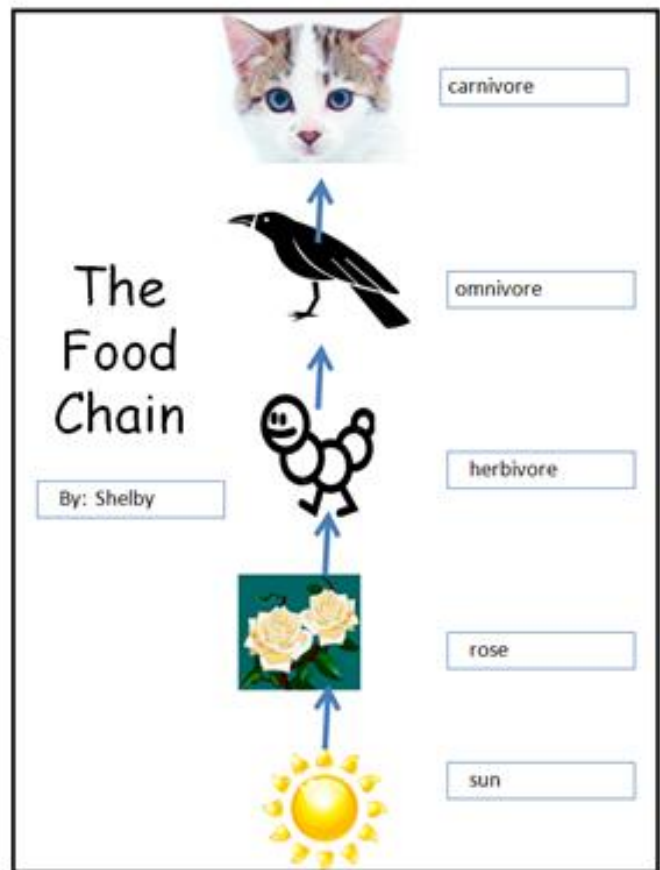 carnivore
omnivore
The
Food
Chain
herbivore
By: Shelby
rose
sun